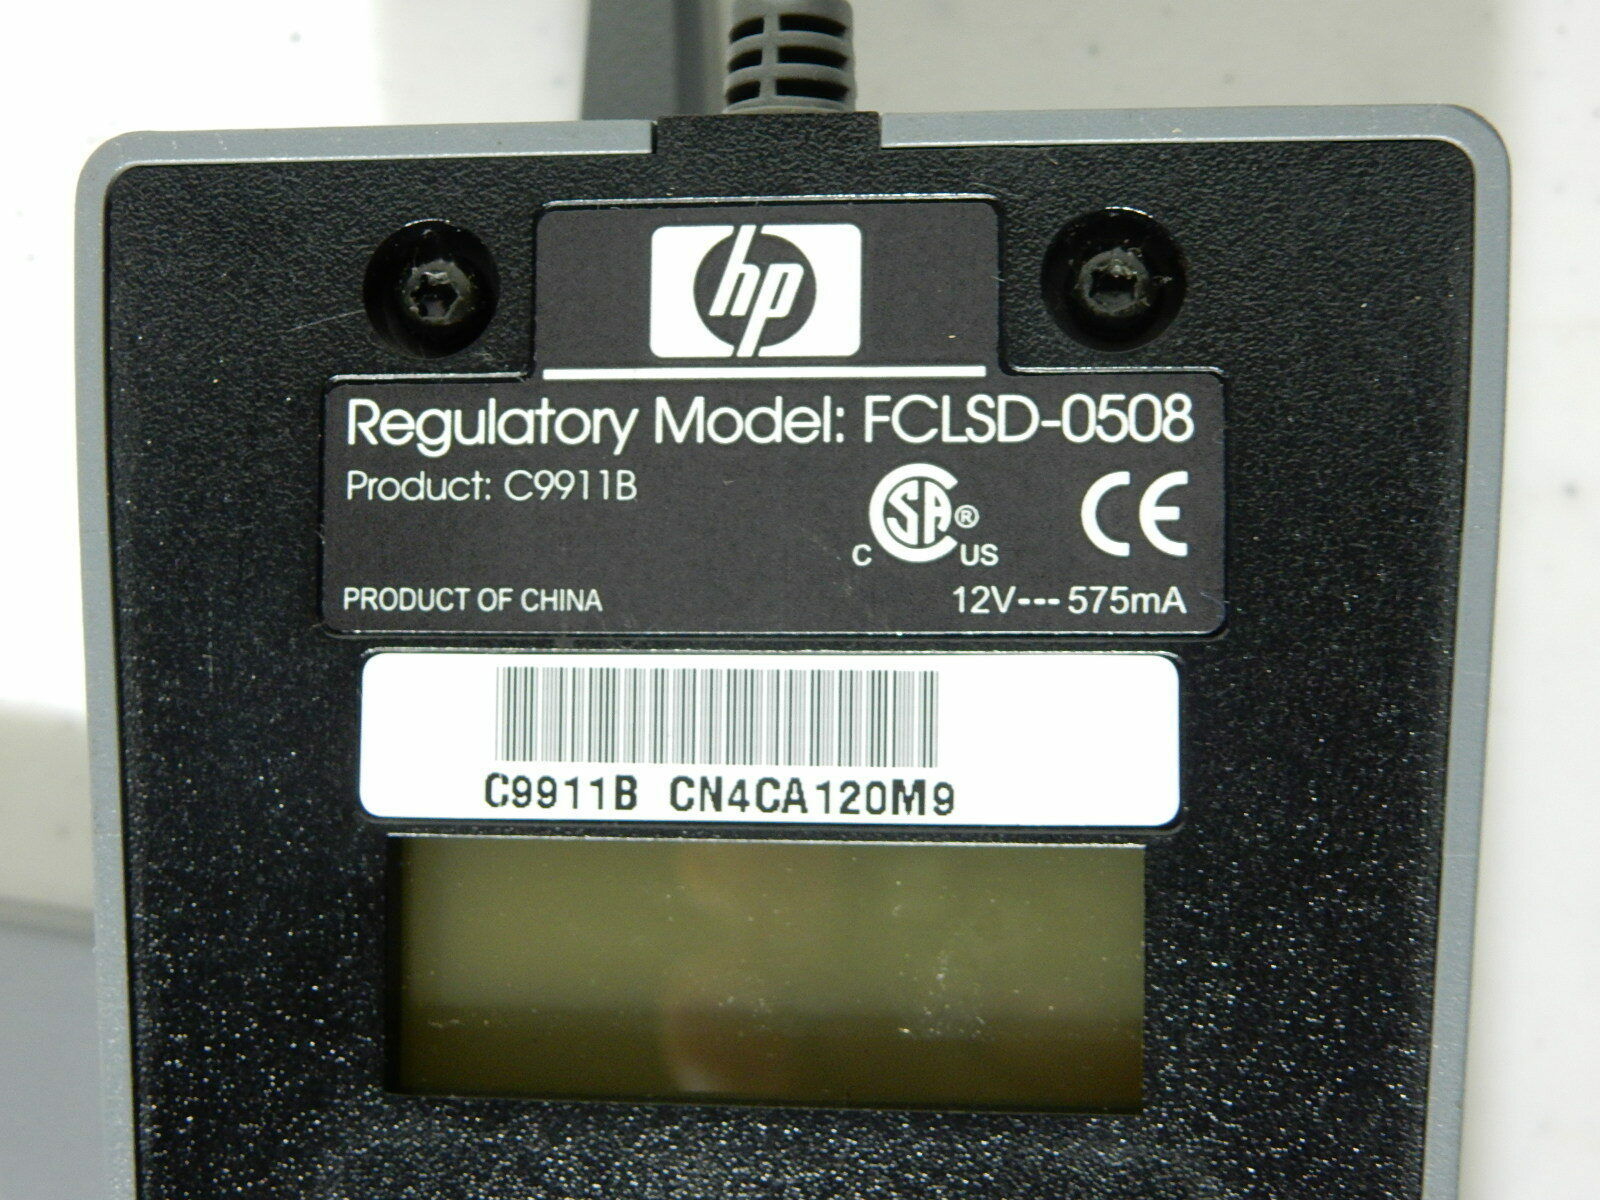 hp
Regulatory Model: FCLSD-0508
Product: C9911B
C SA® US CE
PRODUCT OF CHINA 12V--- 575mA
C9911B CN4CA120M9